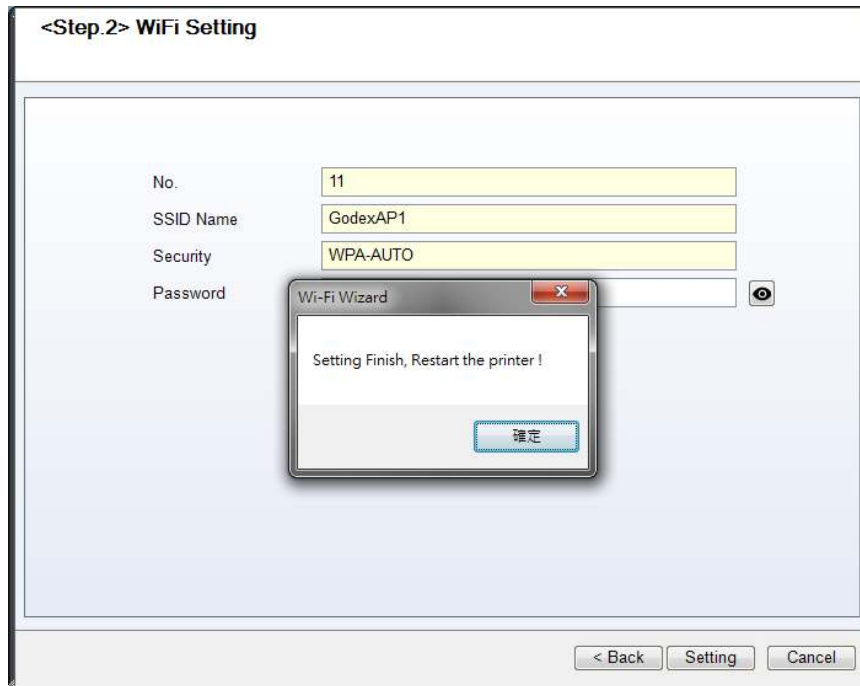 <Step.2> WiFi Setting
No. 11
SSID Name GodexAP1
Security WPA-AUTO
Password
Wi-Fi Wizard
Setting Finish, Restart the printer !
確定
< Back Setting Cancel